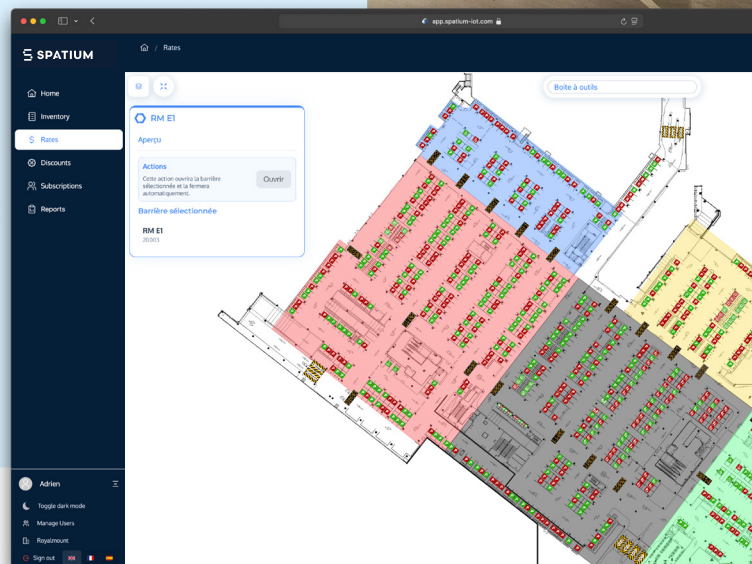 app.spatium-iot.com
SPATIUM
/ Rates
Home
Inventory
Rates
Discounts
Subscriptions
Reports
Boite à outils
RM E1
Aperçu
Actions
Cette action ouvrira la barrière
sélectionnée et la fermera
automatiquement.
Ouvrir
Barrière sélectionnée
RM E1
20003
Adrien
Toggle dark mode
Manage Users
Royalmount
Sign out